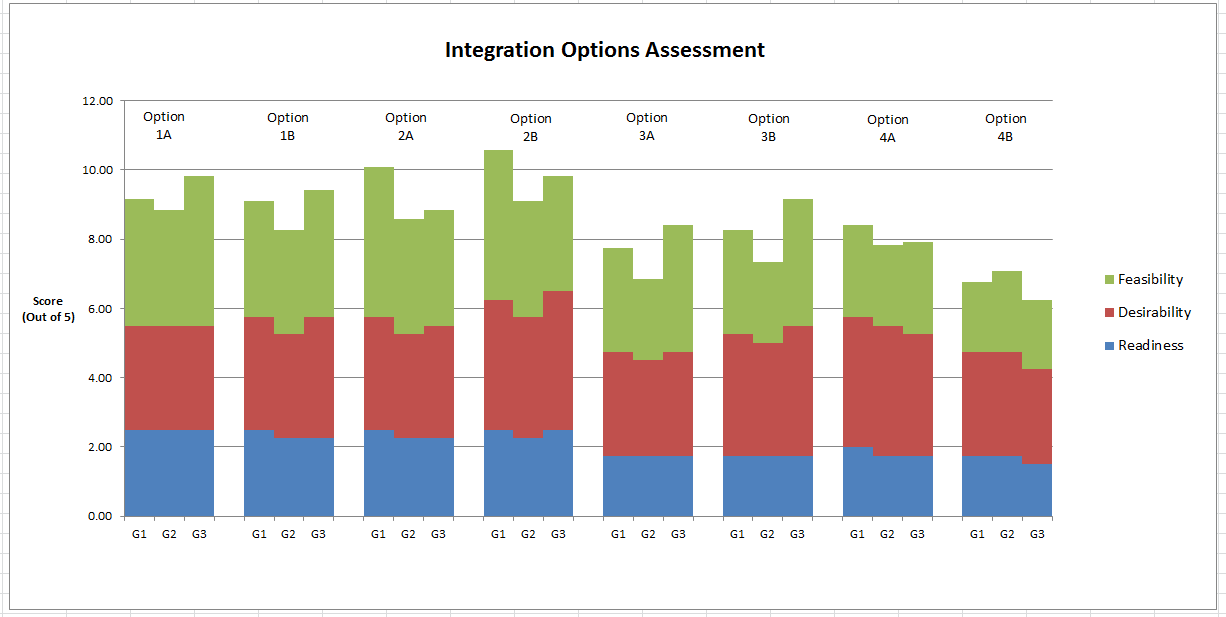 Integration Options Assessment
12.00
10.00
8.00
6.00
4.00
2.00
0.00
Score
(Out of 5)
Option
1A
Option
1B
Option
2A
Option
2B
Option
3A
Option
3B
Option
4A
Option
4B
G1 G2 G3 G1 G2 G3 G1 G2 G3 G1 G2 G3 G1 G2 G3 G1 G2 G3 G1 G2 G3 G1 G2 G3
Feasibility
Desirability
Readiness